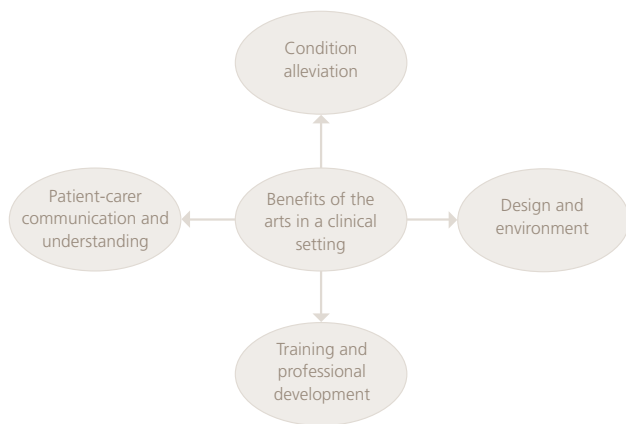 Condition
alleviation
Patient-carer
communication and
understanding
Benefits of the
arts in a clinical
setting
Design and
environment
Training and
professional
development